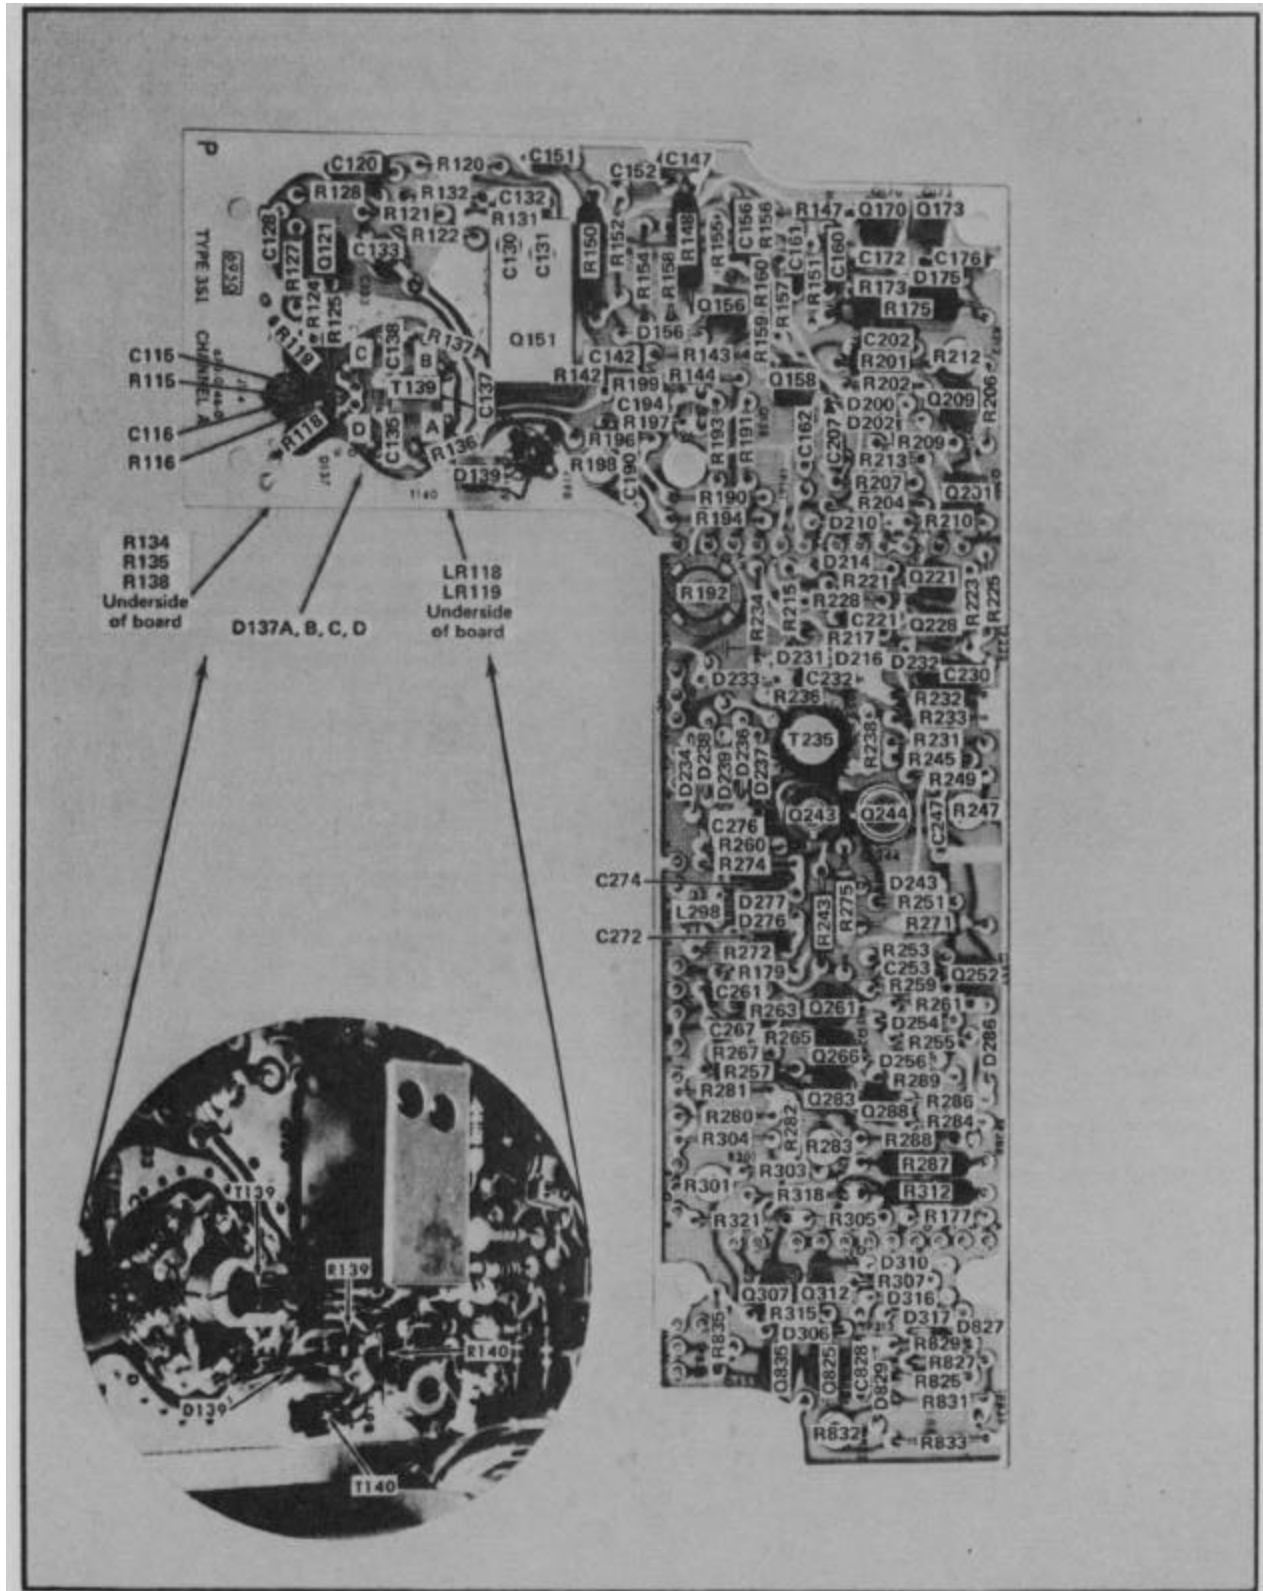 P
TYPE 3S1 CHANNEL A
C120
R120
C151
C152
C147
R128
R132
C132
R121
R131
R122
C128
R127
Q121
C133
C130
C131
R150
R152
R154
R158
R148
R155
C156
R156
R147
Q170
Q173
C161
C160
R151
C172
C176
D175
R173
R175
R160
R157
R159
Q156
D156
R124
R125
R119
C138
R137
Q151
C142
R143
R142
R199
R144
C202
R201
R212
R202
R206
C115
R115
C116
R116
C
B
T139
D
A
C137
R118
C135
R136
D139
C194
R197
R196
R198
C190
R193
R191
Q158
C162
C207
D200
Q209
D202
R209
R213
R207
Q201
R204
R190
R194
D210
R210
R134
R135
R138
Underside
of board
D137A, B, C, D
LR118
LR119
Underside
of board
R192
R234
R215
D214
R221
Q221
R223
R225
R228
C221
Q228
R217
D231
D216
D232
D233
C232
C230
R236
R232
R233
T235
R238
R231
R245
R249
D234
D238
D239
D236
D237
Q243
Q244
C247
R247
C276
R260
R274
C274
D277
D276
L298
R243
R275
D243
R251
R271
C272
R272
R179
R253
C253
Q252
R259
C261
R263
Q261
R261
D254
C267
R265
R255
D286
R267
Q266
D256
R257
R289
R281
Q283
R286
Q288
R280
R282
R284
R304
R283
R288
R303
R287
R301
R318
R312
R321
R305
R177
D310
R307
Q307
Q312
D316
R315
D317
D827
R835
D306
R829
Q835
Q825
C828
D829
R827
R825
R831
R832
R833
T139
R139
R140
D139
T140